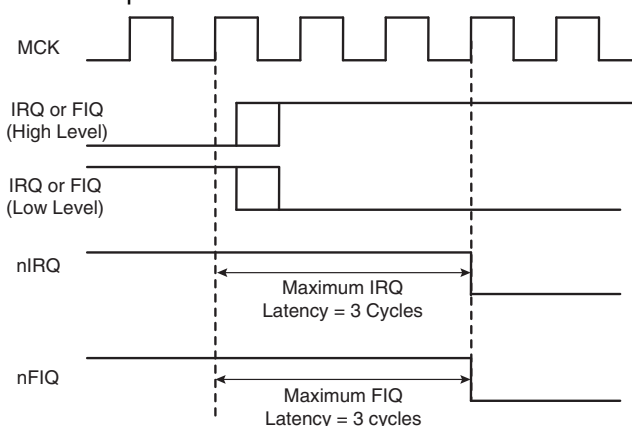 MCK
IRQ or FIQ
(High Level)
IRQ or FIQ
(Low Level)
nIRQ
Maximum IRQ
Latency = 3 Cycles
nFIQ
Maximum FIQ
Latency = 3 cycles